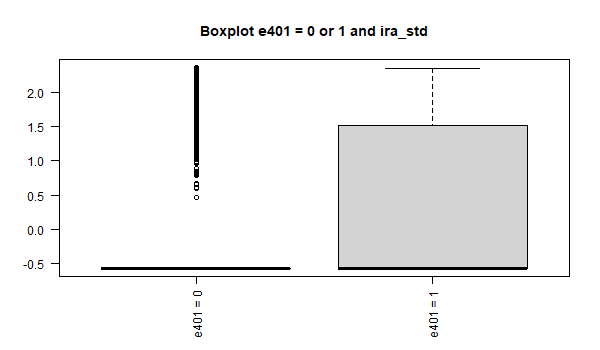 Boxplot e401 = 0 or 1 and ira_std
2.0
1.5
1.0
0.5
0.0
-0.5
e401 = 0
e401 = 1